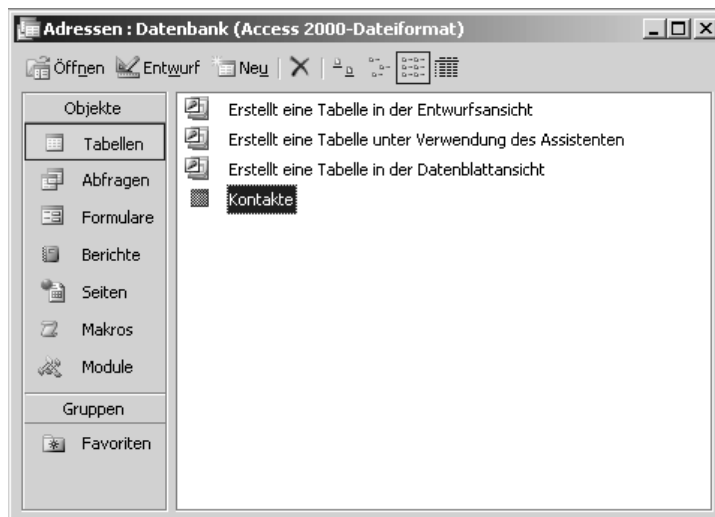 Adressen : Datenbank (Access 2000-Dateiformat)
Öffnen Entwurf Neu
Objekte
Tabellen
Abfragen
Formulare
Berichte
Seiten
Makros
Module
Gruppen
Favoriten
Erstellt eine Tabelle in der Entwurfsansicht
Erstellt eine Tabelle unter Verwendung des Assistenten
Erstellt eine Tabelle in der Datenblattansicht
Kontakte